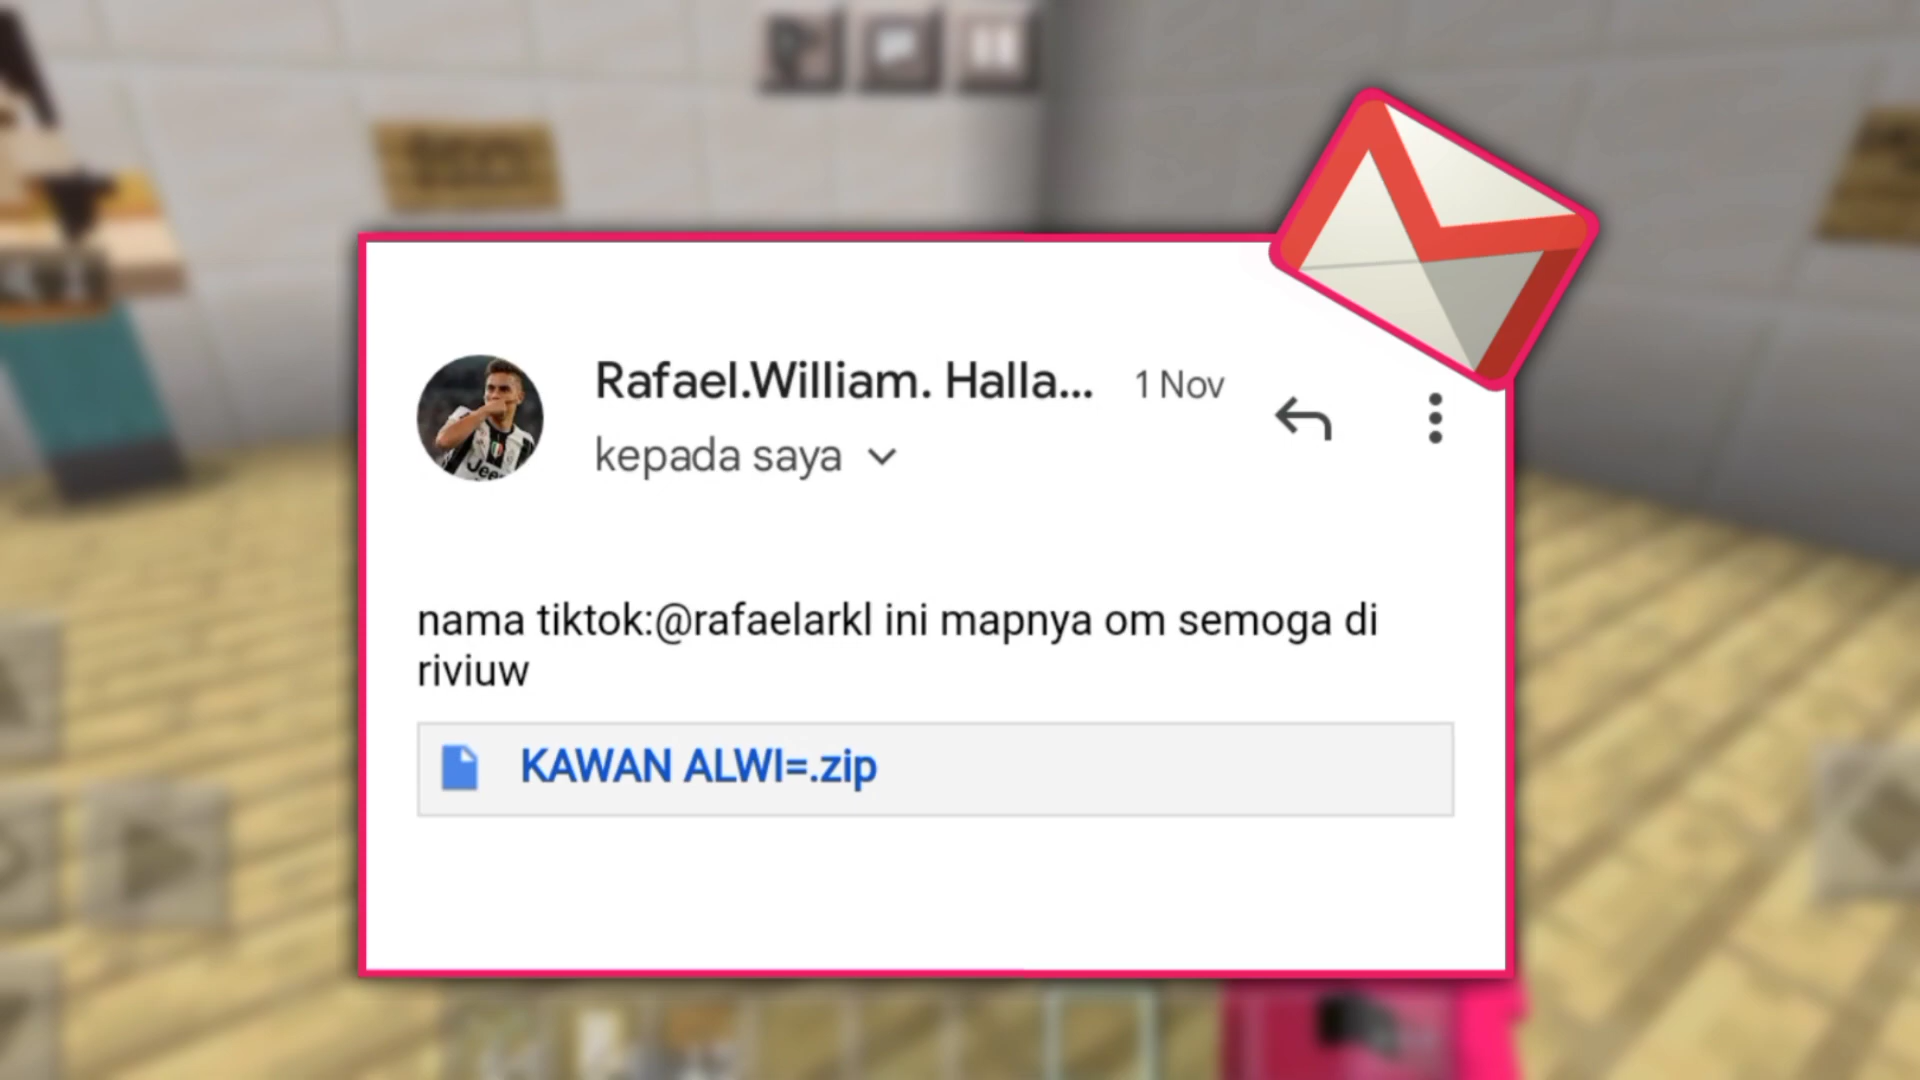 Rafael.William. Halla... 1 Nov
kepada saya
nama tiktok:@rafaelarkl ini mapnya om semoga di
riviuw
KAWAN ALWI=.zip